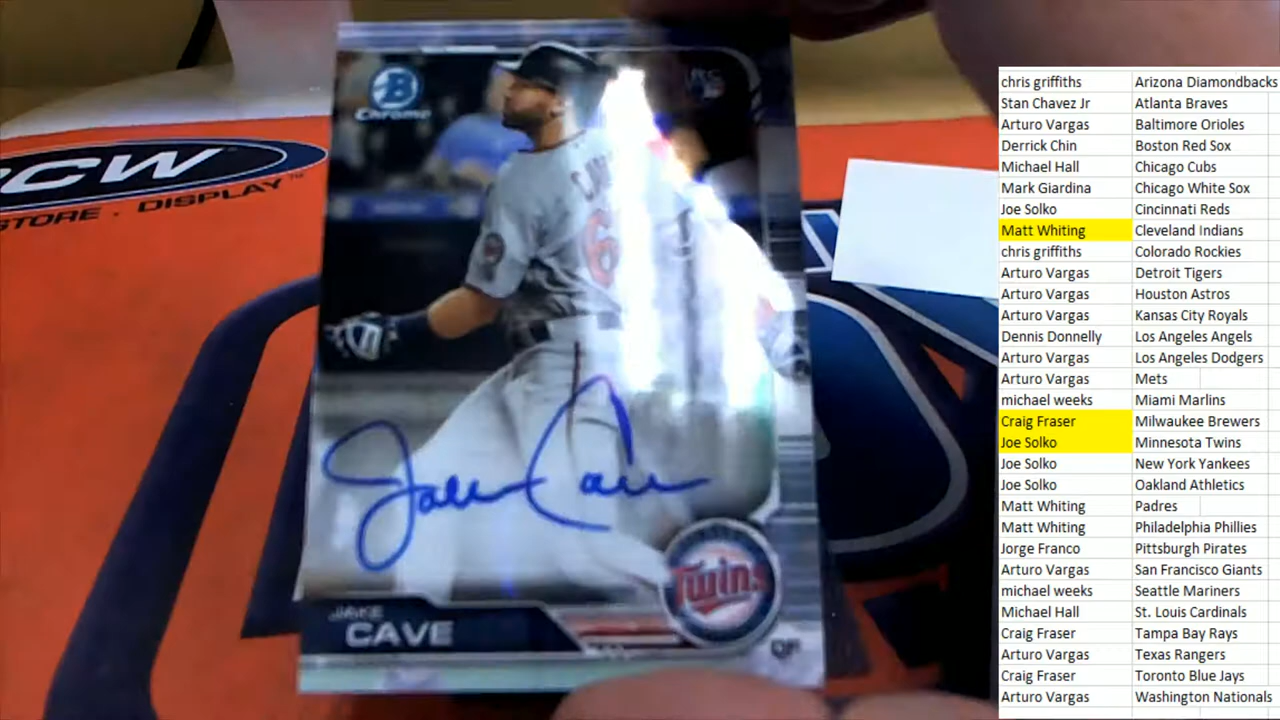 B
Chrome
RC
CW
STORE · DISPLAY™
6
Jake Cave
Twins
JAKE
CAVE
chris griffiths Arizona Diamondbacks
Stan Chavez Jr Atlanta Braves
Arturo Vargas Baltimore Orioles
Derrick Chin Boston Red Sox
Michael Hall Chicago Cubs
Mark Giardina Chicago White Sox
Joe Solko Cincinnati Reds
Matt Whiting Cleveland Indians
chris griffiths Colorado Rockies
Arturo Vargas Detroit Tigers
Arturo Vargas Houston Astros
Arturo Vargas Kansas City Royals
Dennis Donnelly Los Angeles Angels
Arturo Vargas Los Angeles Dodgers
Arturo Vargas Mets
michael weeks Miami Marlins
Craig Fraser Milwaukee Brewers
Joe Solko Minnesota Twins
Joe Solko New York Yankees
Joe Solko Oakland Athletics
Matt Whiting Padres
Matt Whiting Philadelphia Phillies
Jorge Franco Pittsburgh Pirates
Arturo Vargas San Francisco Giants
michael weeks Seattle Mariners
Michael Hall St. Louis Cardinals
Craig Fraser Tampa Bay Rays
Arturo Vargas Texas Rangers
Craig Fraser Toronto Blue Jays
Arturo Vargas Washington Nationals